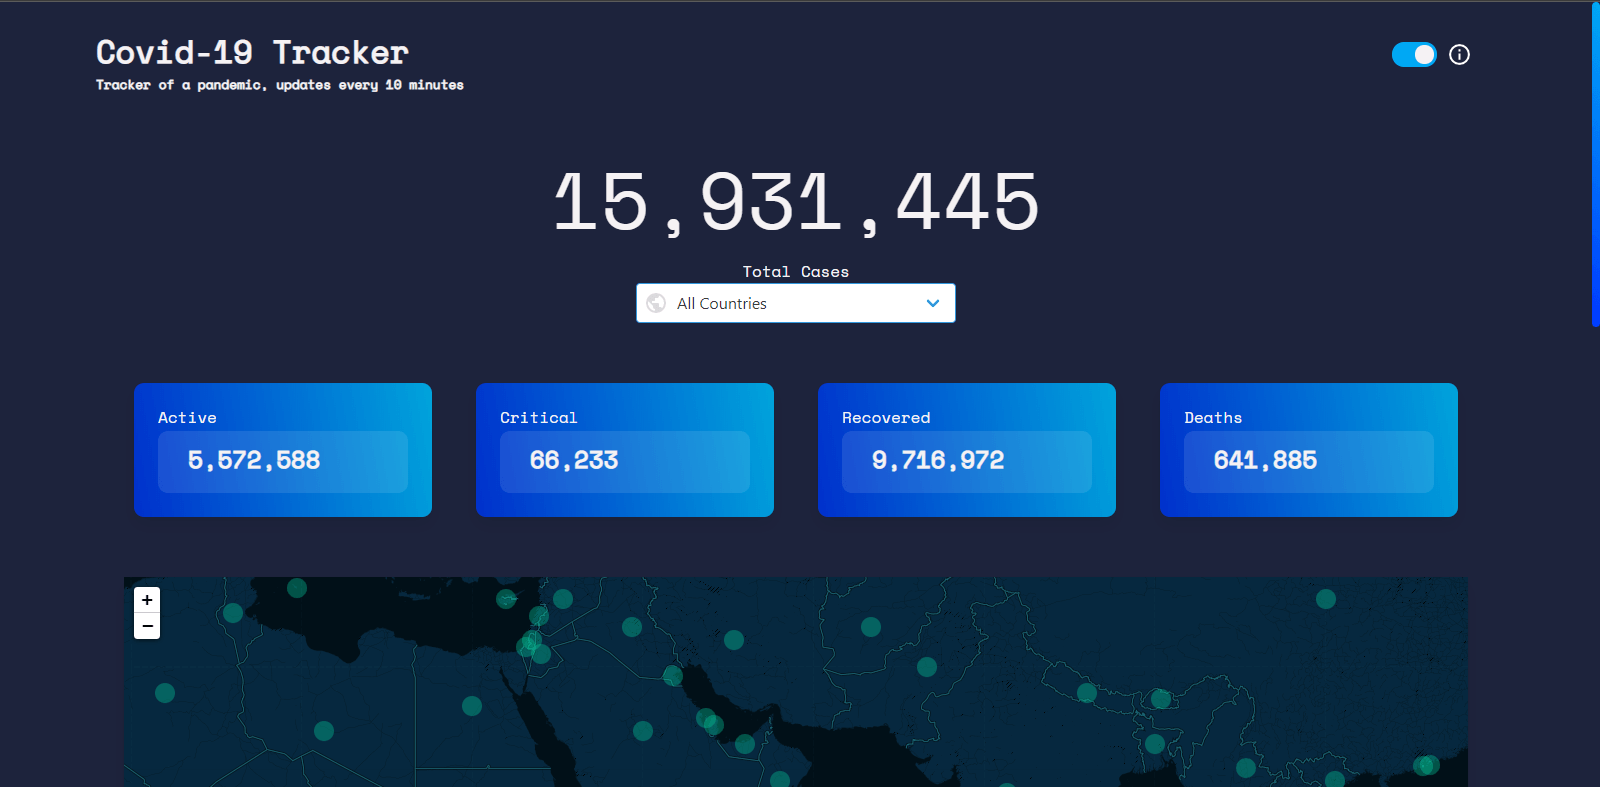 Covid-19 Tracker
Tracker of a pandemic, updates every 10 minutes
15,931,445
Total Cases
All Countries
Active
5,572,588
Critical
66,233
Recovered
9,716,972
Deaths
641,885
+
−